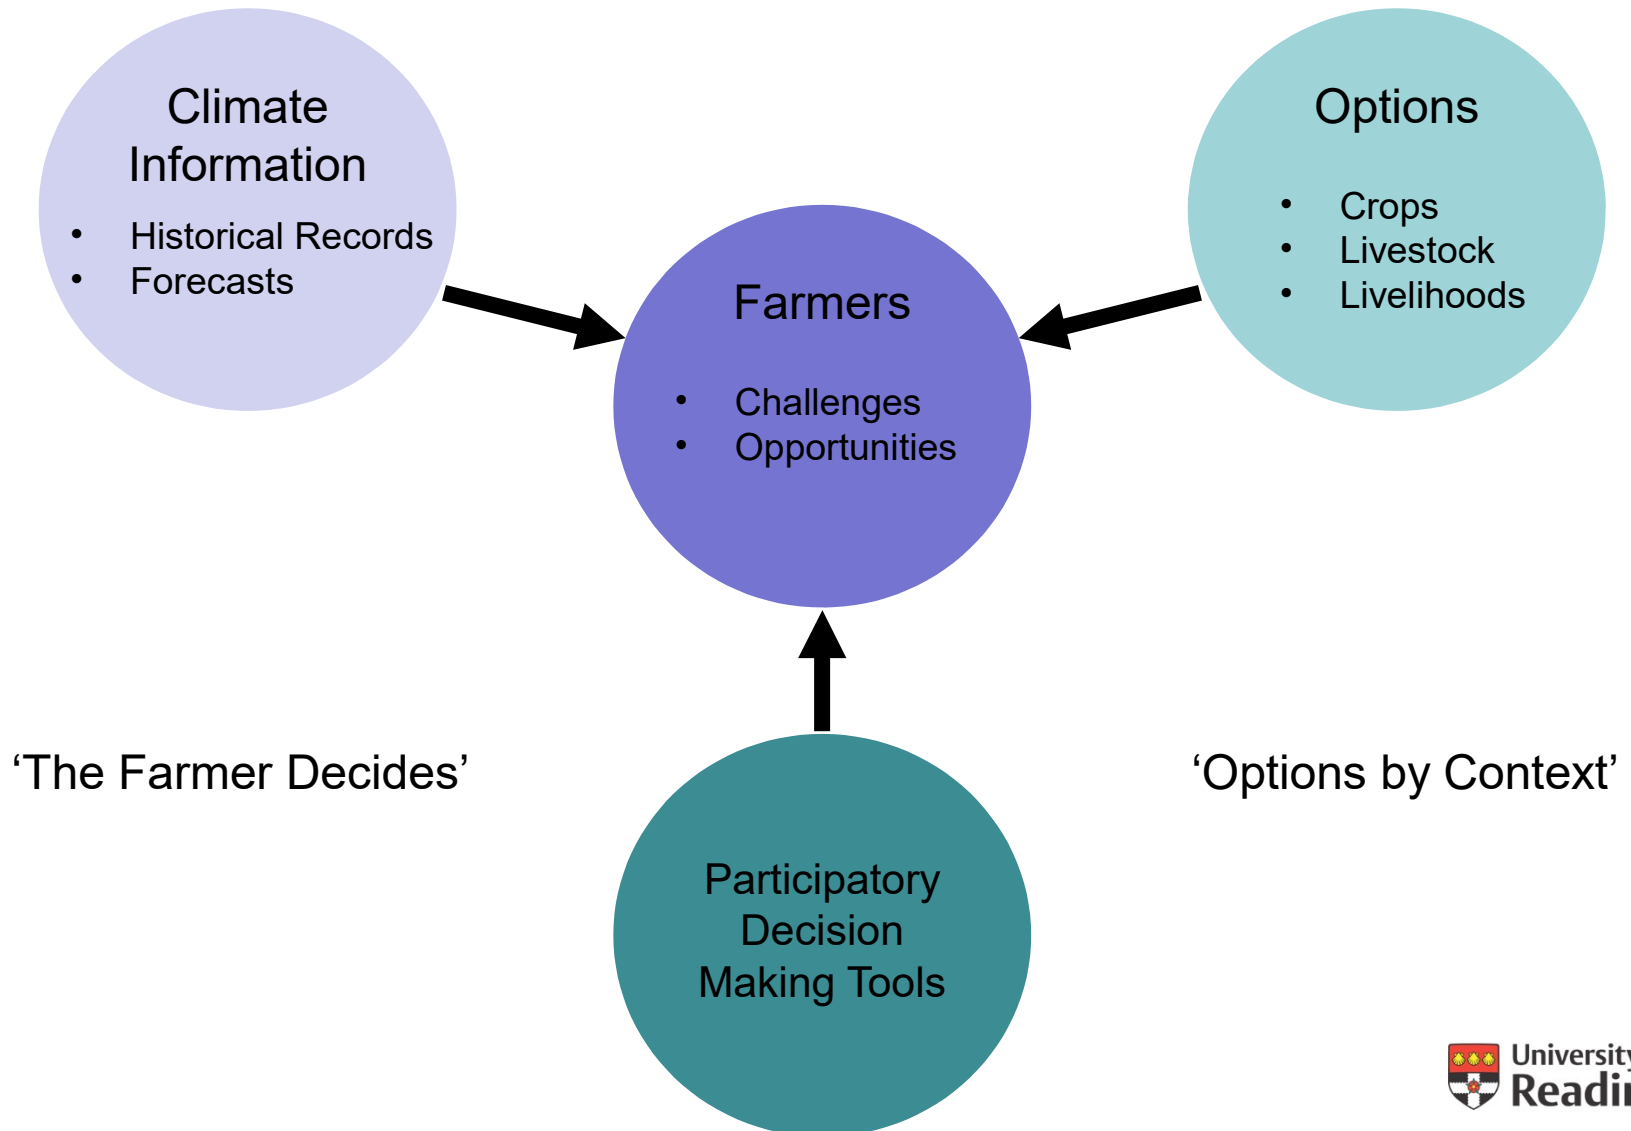 Climate
Information
• Historical Records
• Forecasts
Options
• Crops
• Livestock
• Livelihoods
Farmers
• Challenges
• Opportunities
‘The Farmer Decides’
‘Options by Context’
Participatory
Decision
Making Tools
University
Readin